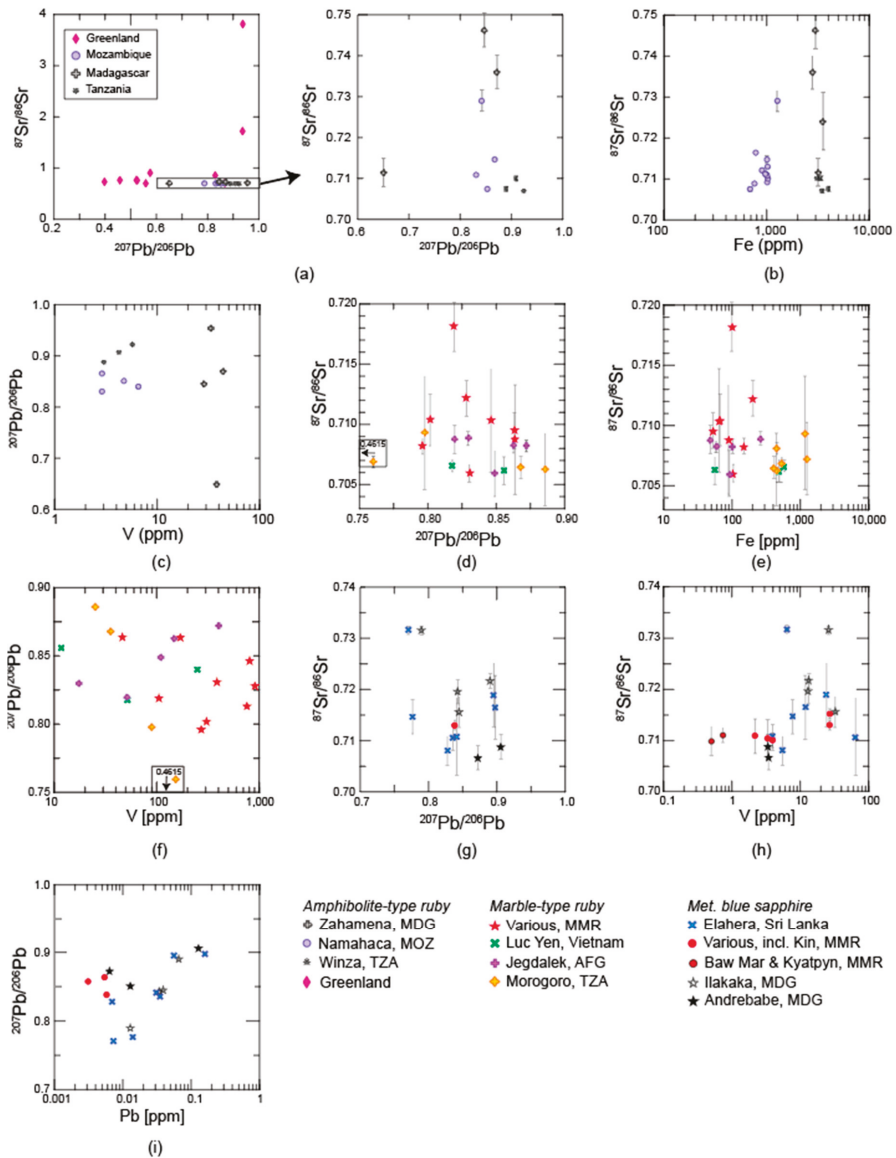 4
3
2
1
0
0
0.2
0.4
0.6
0.8
1.0
87Sr/86Sr
207Pb/206Pb
Greenland
Mozambique
Madagascar
Tanzania
0.75
0.74
0.73
0.72
0.71
0.70
0.6
0.7
0.8
0.9
1
87Sr/86Sr
207Pb/206Pb
(a)
0.75
0.74
0.73
0.72
0.71
0.70
100
1,000
10,000
87Sr/86Sr
Fe (ppm)
(b)
1.0
0.9
0.8
0.7
0.6
1
10
100
207Pb/206Pb
V (ppm)
(c)
0.720
0.715
0.710
0.705
0.75
0.80
0.85
0.90
0.4615
87Sr/86Sr
207Pb/206Pb
(d)
0.720
0.715
0.710
0.705
10
100
1,000
10,000
87Sr/86Sr
Fe [ppm]
(e)
0.90
0.85
0.80
0.75
10
100
1,000
0.4615
207Pb/206Pb
V [ppm]
(f)
0.74
0.73
0.72
0.71
0.70
0.7
0.8
0.9
1.0
87Sr/86Sr
207Pb/206Pb
(g)
0.74
0.73
0.72
0.71
0.70
0.1
1
10
100
87Sr/86Sr
V [ppm]
(h)
1.0
0.9
0.8
0.7
0.001
0.01
0.1
1
207Pb/206Pb
Pb [ppm]
(i)
Amphibolite-type ruby
Zahamena, MDG
Namahaca, MOZ
Winza, TZA
Greenland
Marble-type ruby
Various, MMR
Luc Yen, Vietnam
Jegdalek, AFG
Morogoro, TZA
Met. blue sapphire
Elahera, Sri Lanka
Various, incl. Kin, MMR
Baw Mar & Kyatpyn, MMR
Ilakaka, MDG
Andrebabe, MDG